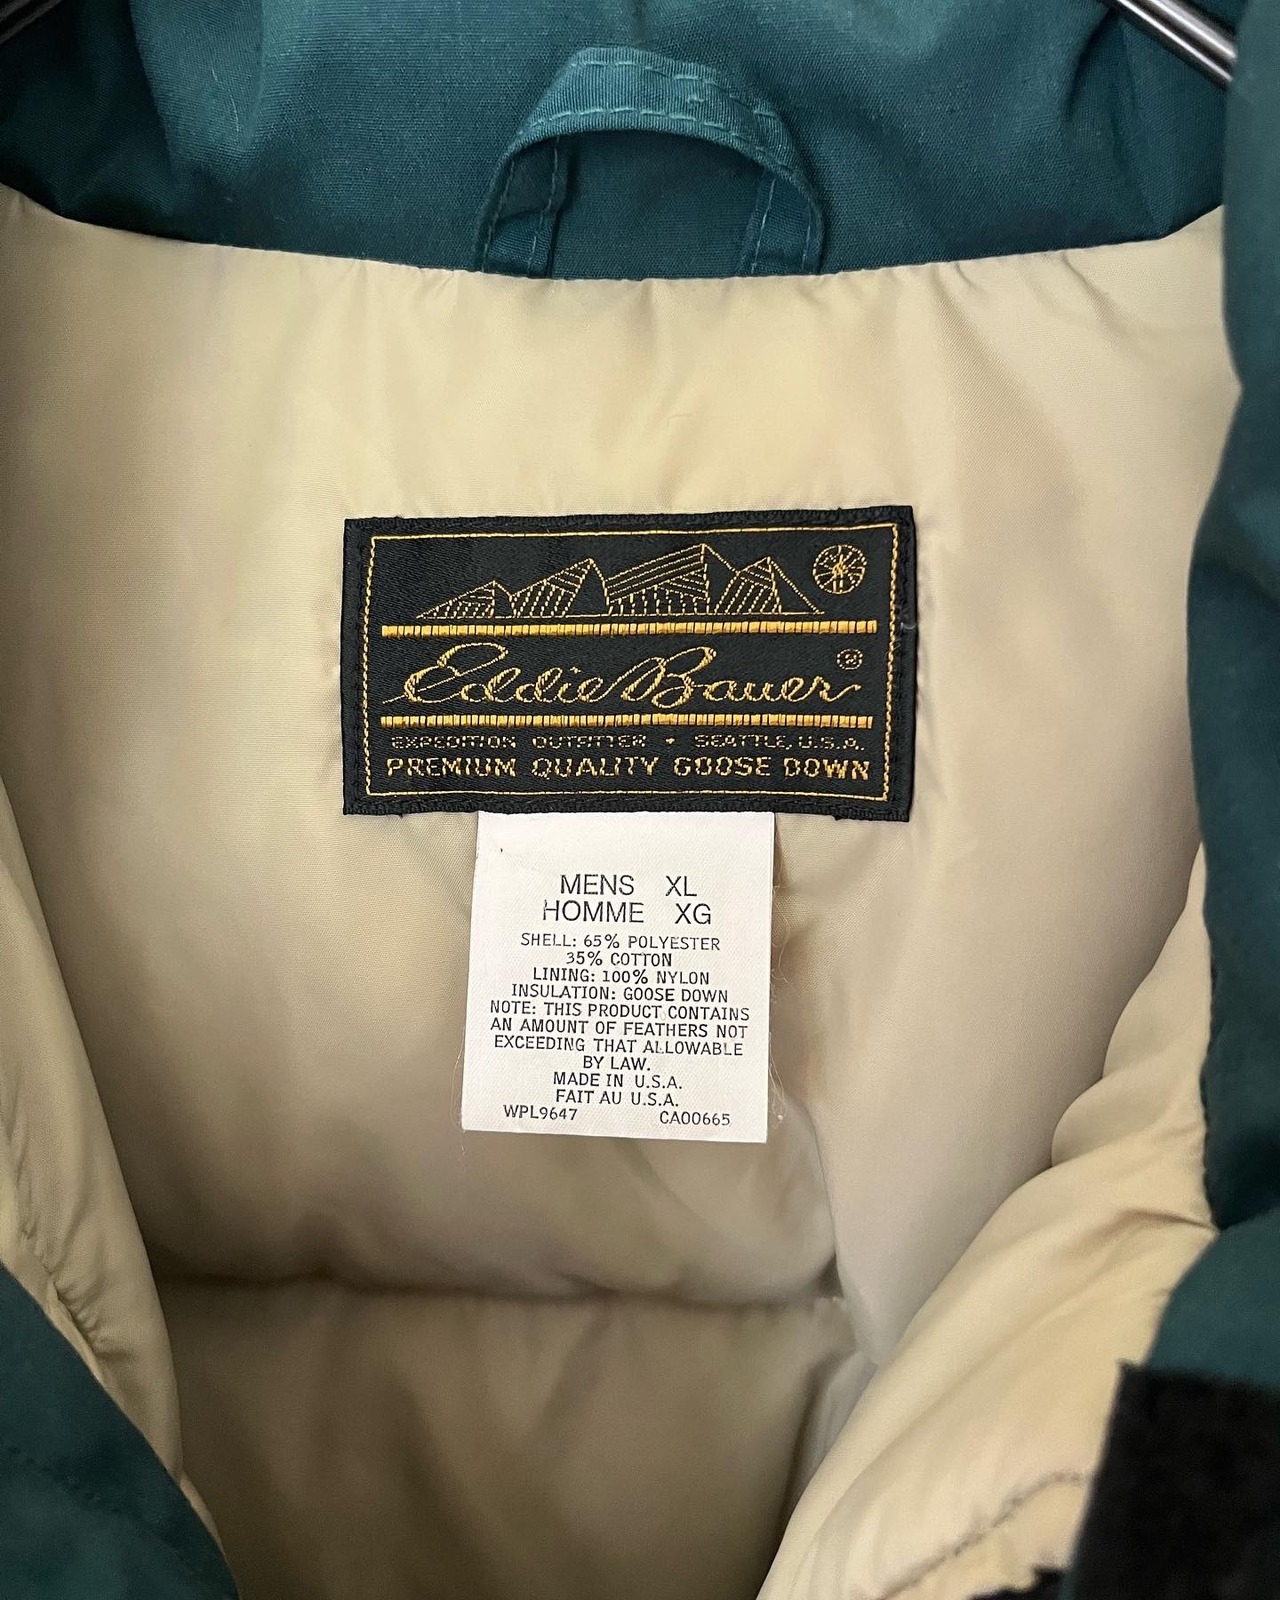 Eddie Bauer ®
EXPEDITION OUTFITTER • SEATTLE, U.S.A.
PREMIUM QUALITY GOOSE DOWN
MENS XL
HOMME XG
SHELL: 65% POLYESTER
35% COTTON
LINING: 100% NYLON
INSULATION: GOOSE DOWN
NOTE: THIS PRODUCT CONTAINS
AN AMOUNT OF FEATHERS NOT
EXCEEDING THAT ALLOWABLE
BY LAW.
MADE IN U.S.A.
FAIT AU U.S.A.
WPL9647 CA00665